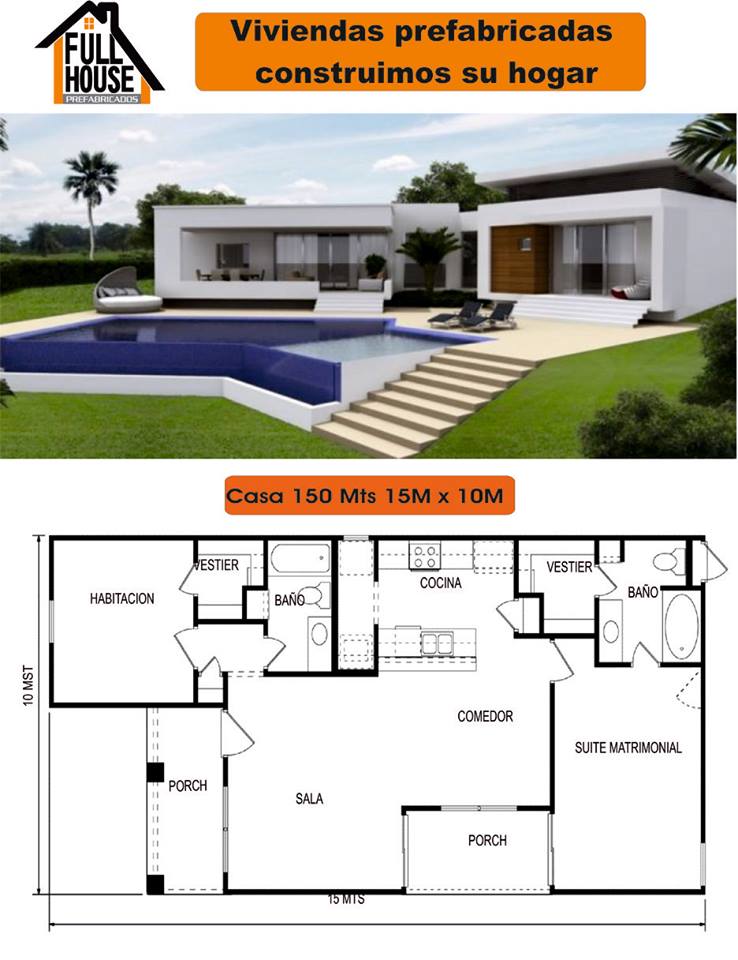 FULL
HOUSE
PREFABRICADOS
Viviendas prefabricadas
construimos su hogar
Casa 150 Mts 15M x 10M
HABITACION
VESTIER
BAÑO
COCINA
VESTIER
BAÑO
10 MST
COMEDOR
SUITE MATRIMONIAL
PORCH
SALA
PORCH
15 MTS